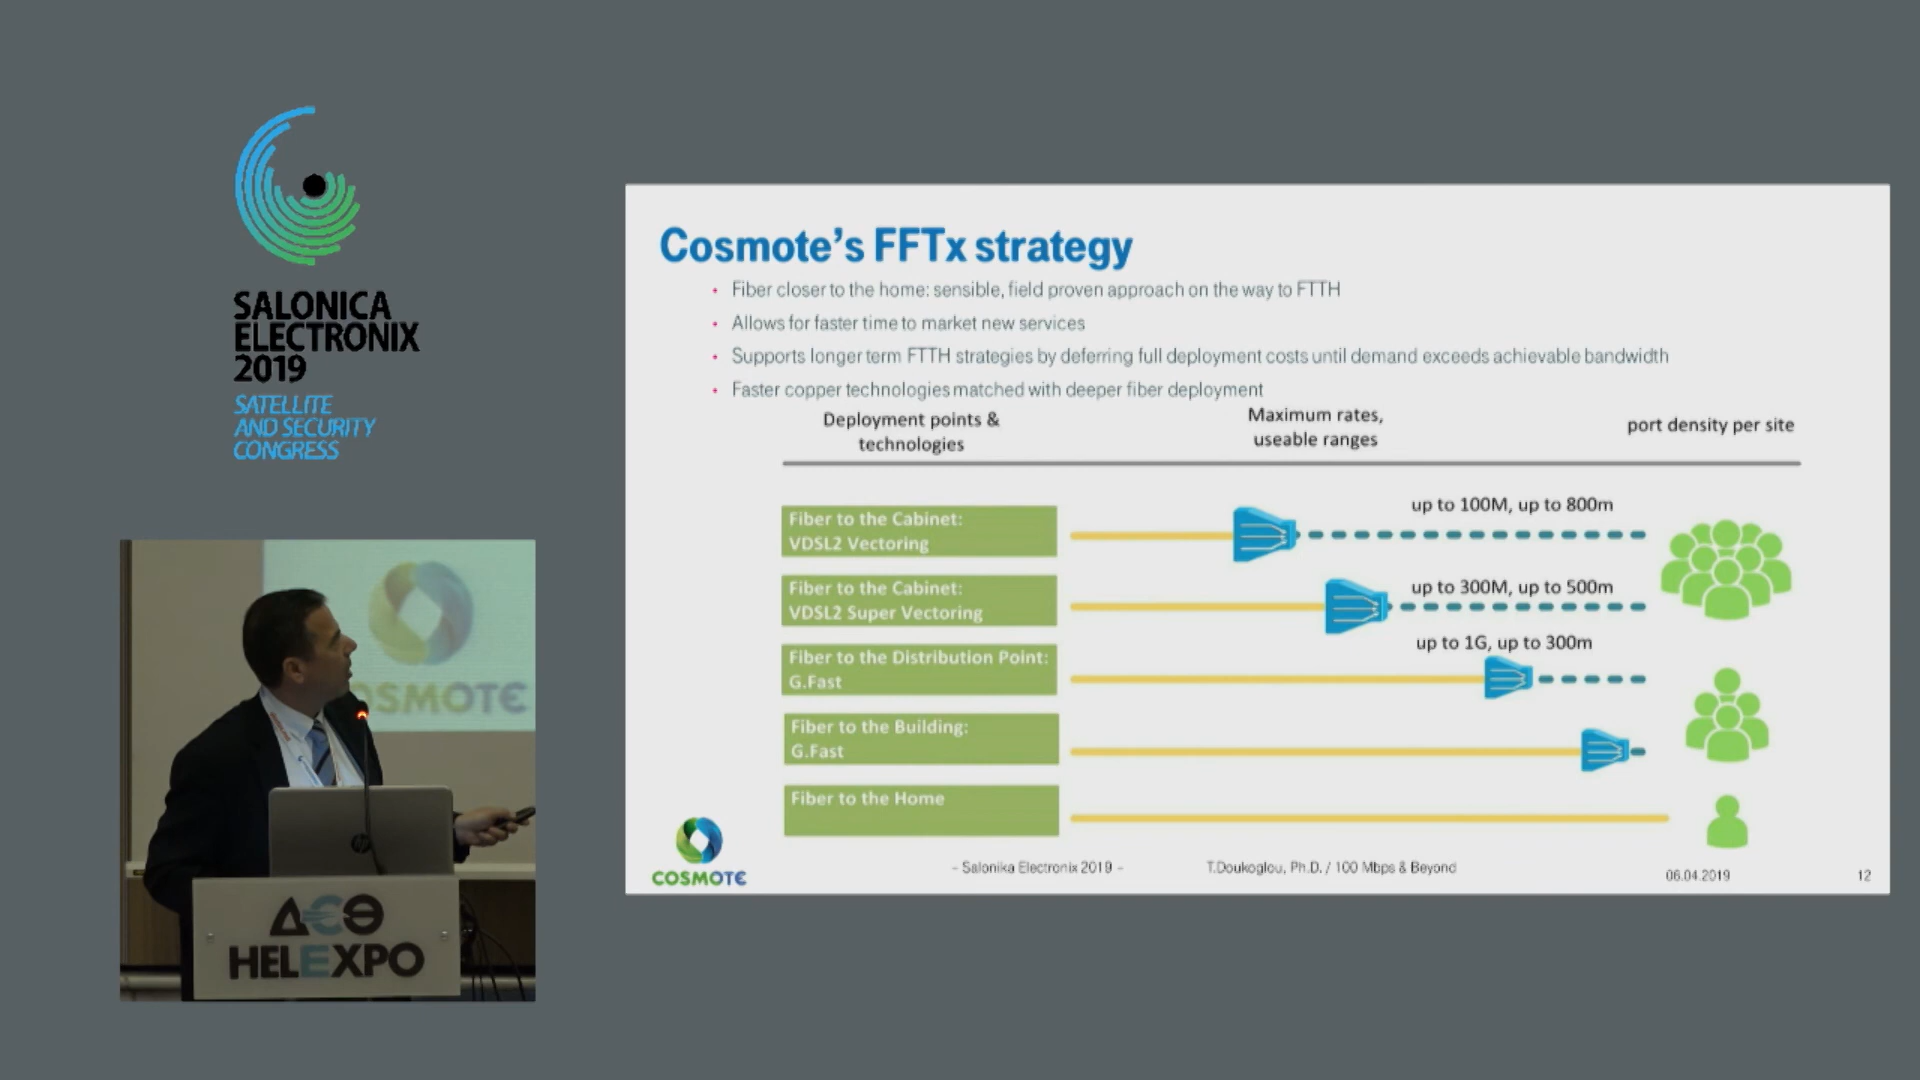 SALONICA
ELECTRONIX
2019
SATELLITE
AND SECURITY
CONGRESS
Cosmote's FFTx strategy
• Fiber closer to the home: sensible, field proven approach on the way to FTTH
• Allows for faster time to market new services
• Supports longer term FTTH strategies by deferring full deployment costs until demand exceeds achievable bandwidth
• Faster copper technologies matched with deeper fiber deployment
Deployment points &
technologies
Maximum rates,
useable ranges
port density per site
Fiber to the Cabinet:
VDSL2 Vectoring
up to 100M, up to 800m
Fiber to the Cabinet:
VDSL2 Super Vectoring
up to 300M, up to 500m
Fiber to the Distribution Point:
G.Fast
up to 1G, up to 300m
Fiber to the Building:
G.Fast
Fiber to the Home
COSMOTE
– Salonika Electronix 2019 –
T.Doukoglou, Ph.D. / 100 Mbps & Beyond
06.04.2019
12
OSMOTE
hp
ΔΕΘ
HELEXPO